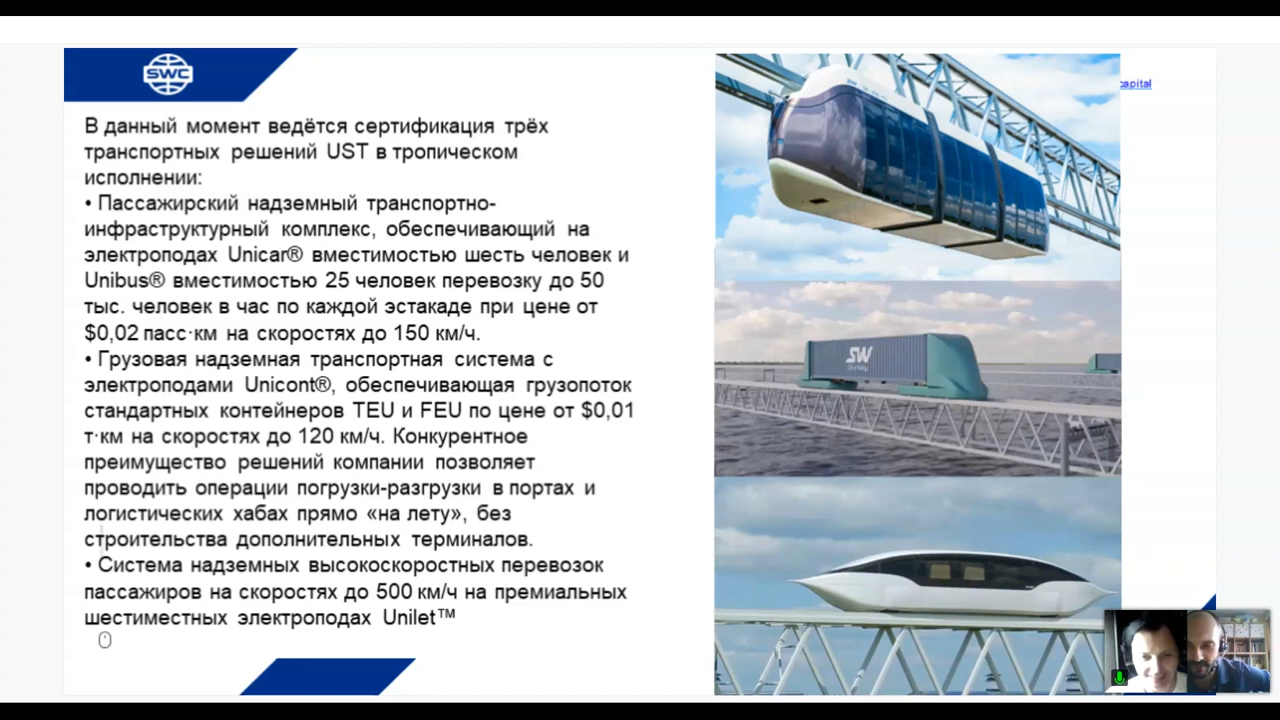 SWC
capital
В данный момент ведётся сертификация трёх
транспортных решений UST в тропическом
исполнении:
• Пассажирский надземный транспортно-
инфраструктурный комплекс, обеспечивающий на
электроподах Unicar® вместимостью шесть человек и
Unibus® вместимостью 25 человек перевозку до 50
тыс. человек в час по каждой эстакаде при цене от
$0,02 пасс·км на скоростях до 150 км/ч.
• Грузовая надземная транспортная система с
электроподами Unicont®, обеспечивающая грузопоток
стандартных контейнеров TEU и FEU по цене от $0,01
т·км на скоростях до 120 км/ч. Конкурентное
преимущество решений компании позволяет
проводить операции погрузки-разгрузки в портах и
логистических хабах прямо «на лету», без
строительства дополнительных терминалов.
• Система надземных высокоскоростных перевозок
пассажиров на скоростях до 500 км/ч на премиальных
шестиместных электроподах Unilet™
SW